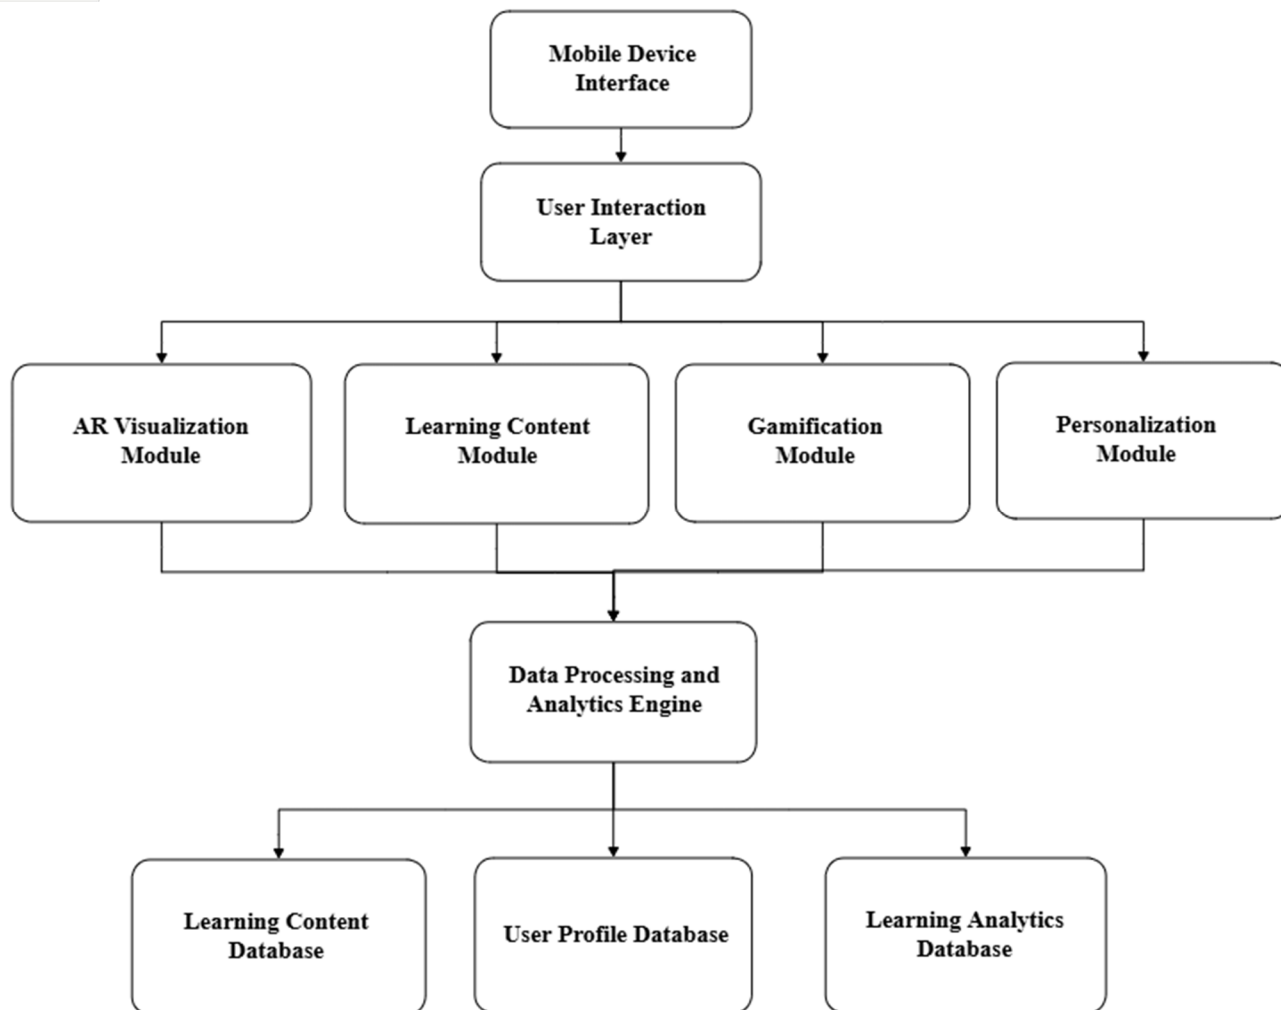 Mobile Device
Interface
User Interaction
Layer
AR Visualization
Module
Learning Content
Module
Gamification
Module
Personalization
Module
Data Processing and
Analytics Engine
Learning Content
Database
User Profile Database
Learning Analytics
Database